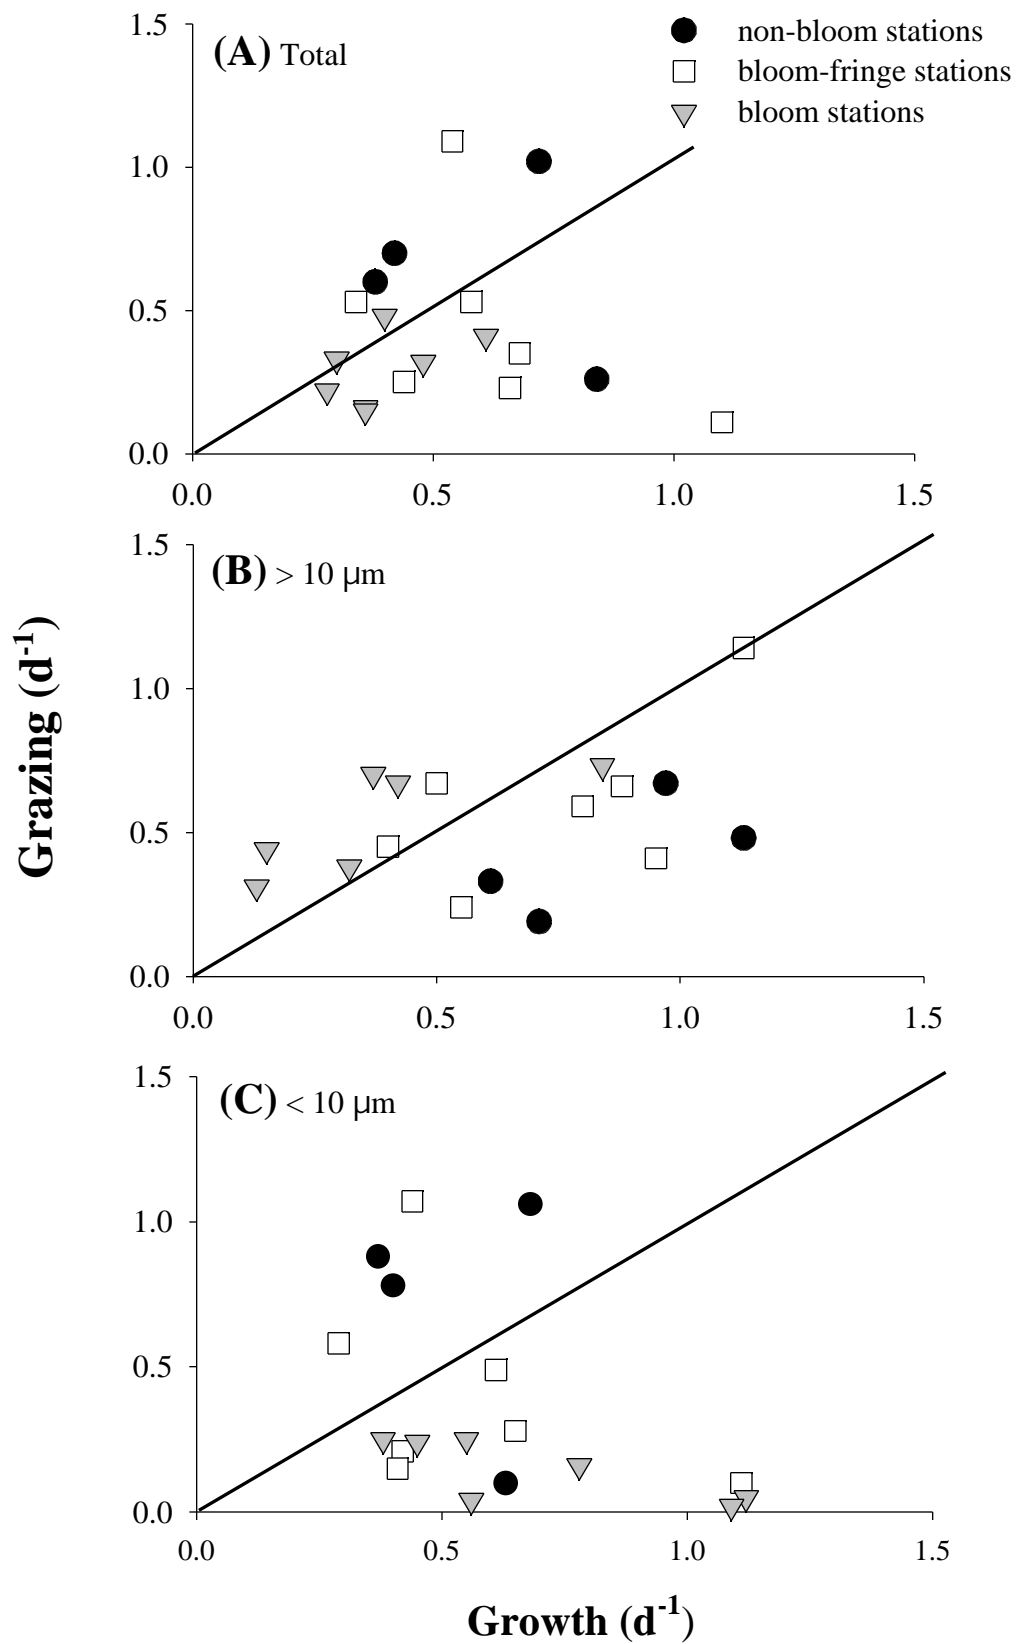 1.5
(A) Total
non-bloom stations
bloom-fringe stations
bloom stations
1.0
0.5
0.0
0.0 0.5 1.0 1.5
1.5
(B) > 10 µm
1.0
0.5
0.0
0.0 0.5 1.0 1.5
Grazing (d-1)
1.5
(C) < 10 µm
1.0
0.5
0.0
0.0 0.5 1.0 1.5
Growth (d-1)